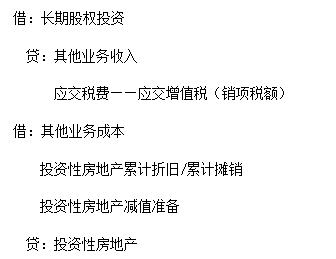 借：长期股权投资
贷：其他业务收入
应交税费——应交增值税（销项税额）
借：其他业务成本
投资性房地产累计折旧/累计摊销
投资性房地产减值准备
贷：投资性房地产